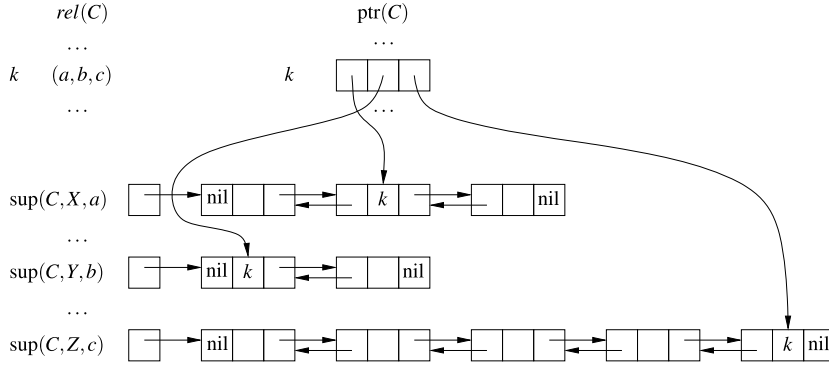 rel(C) ptr(C)
... ...
k (a,b,c) k
... ...
sup(C,X,a) nil k nil
...
sup(C,Y,b) nil k nil
...
sup(C,Z,c) nil k nil